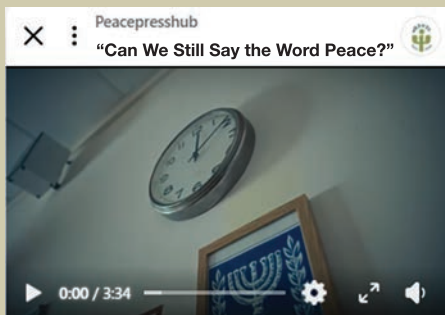 Peacepresshub
“Can We Still Say the Word Peace?”
0:00 / 3:34